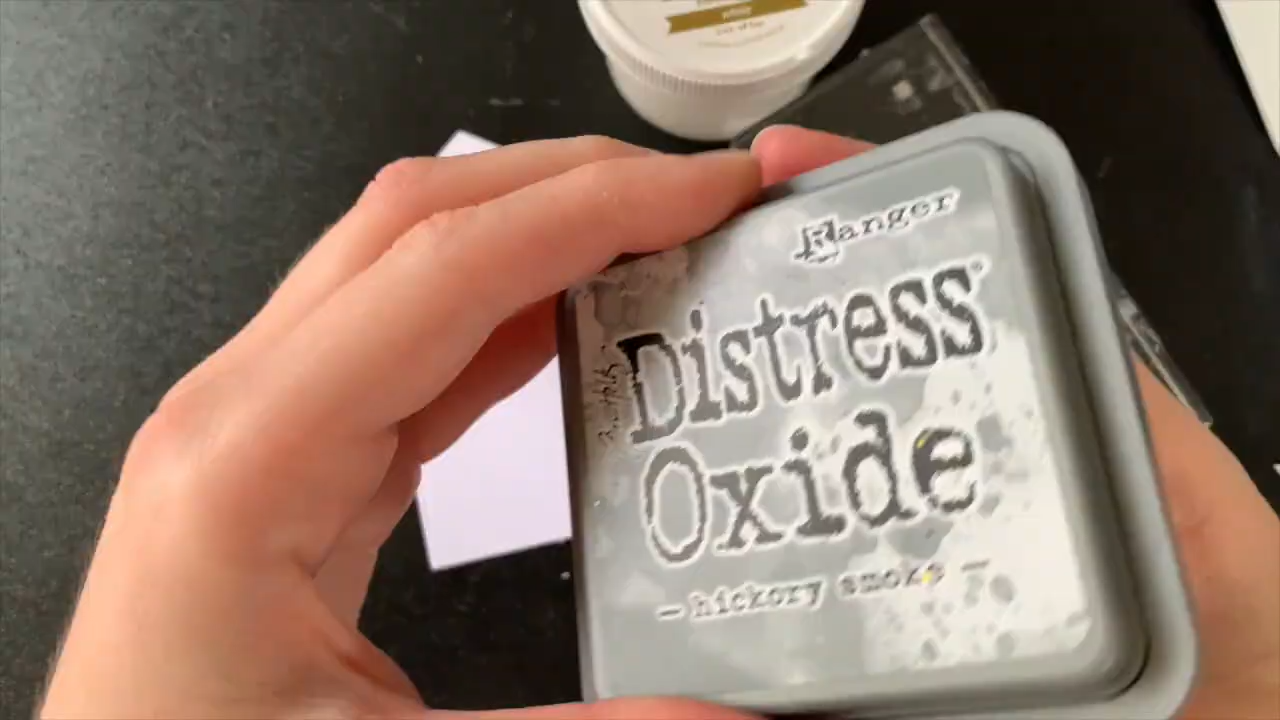 Ranger
Distress®
Oxide
— hickory smoke —